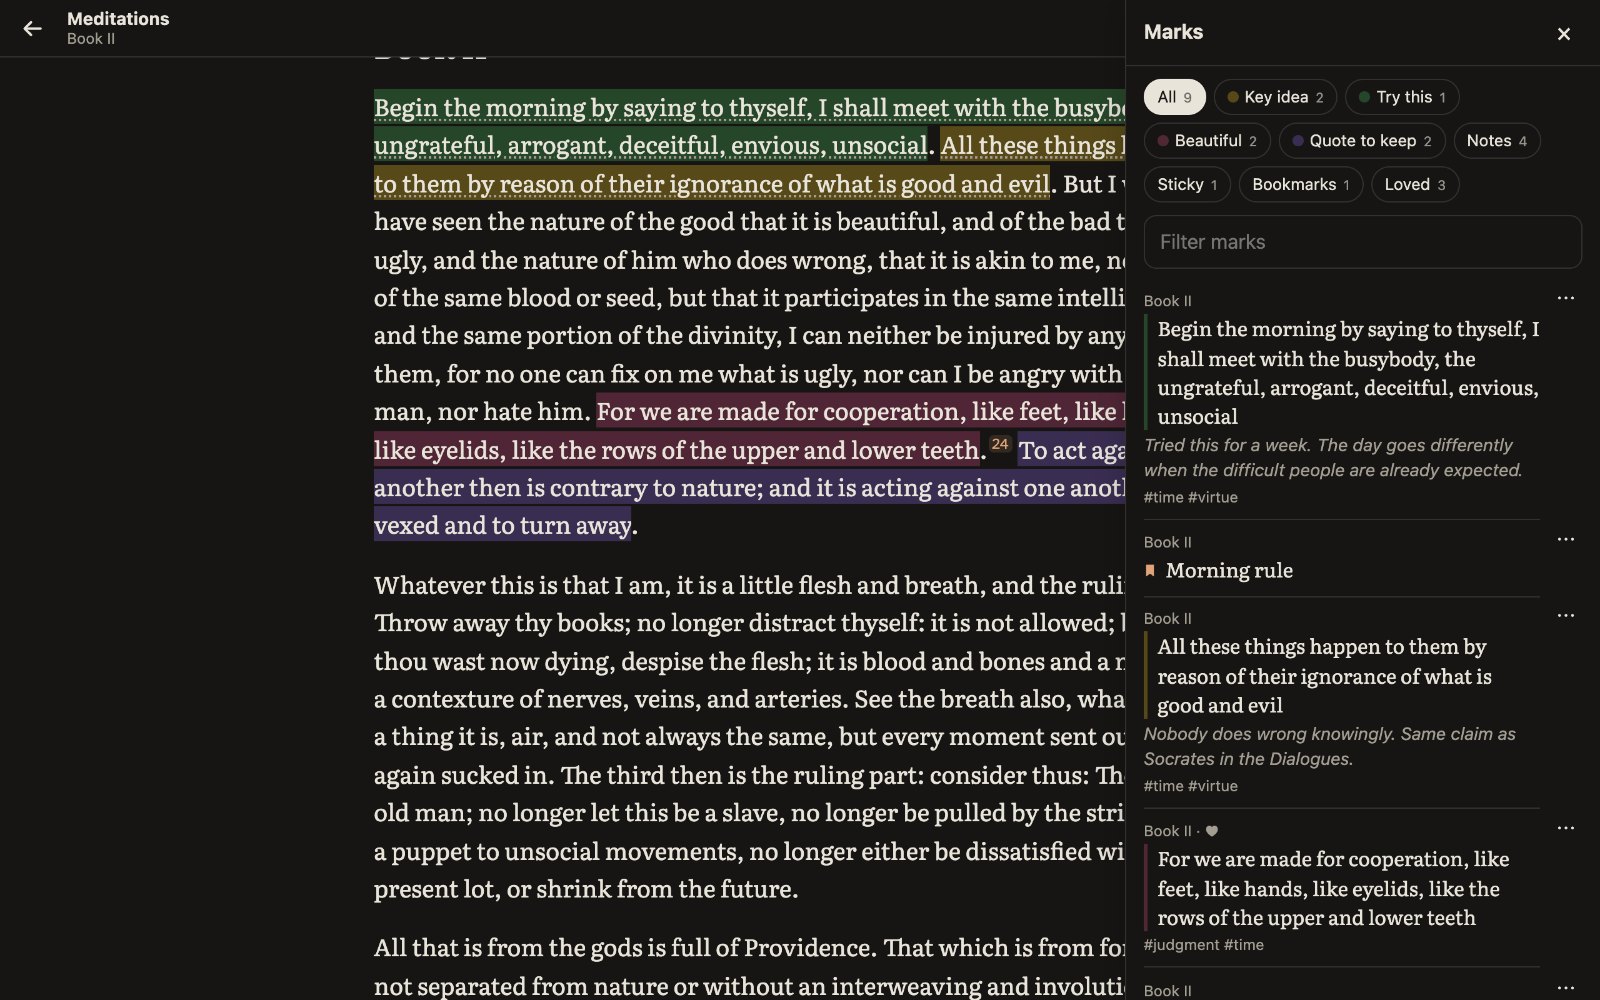 Meditations
Book II
Begin the morning by saying to thyself, I shall meet with the
ungrateful, arrogant, deceitful, envious, unsocial. All these things
to them by reason of their ignorance of what is good and evil. But I
have seen the nature of the good that it is beautiful, and of the bad
ugly, and the nature of him who does wrong, that it is akin to me,
of the same blood or seed, but that it participates in the same
and the same portion of the divinity, I can neither be injured by any
them, for no one can fix on me what is ugly, nor can I be angry with
man, nor hate him. For we are made for cooperation, like feet, like
like eyelids, like the rows of the upper and lower teeth. 24 To act
another then is contrary to nature; and it is acting against one
vexed and to turn away.
Whatever this is that I am, it is a little flesh and breath, and the
Throw away thy books; no longer distract thyself: it is not allowed;
thou wast now dying, despise the flesh; it is blood and bones and a
a contexture of nerves, veins, and arteries. See the breath also,
a thing it is, air, and not always the same, but every moment sent
again sucked in. The third then is the ruling part: consider thus:
old man; no longer let this be a slave, no longer be pulled by the
a puppet to unsocial movements, no longer either be dissatisfied
present lot, or shrink from the future.
All that is from the gods is full of Providence. That which is from
not separated from nature or without an interweaving and
Marks
All 9
Key idea 2
Try this 1
Beautiful 2
Quote to keep 2
Notes 4
Sticky 1
Bookmarks 1
Loved 3
Filter marks
Book II
Begin the morning by saying to thyself, I
shall meet with the busybody, the
ungrateful, arrogant, deceitful, envious,
unsocial
Tried this for a week. The day goes differently
when the difficult people are already expected.
#time #virtue
Book II
Morning rule
Book II
All these things happen to them by
reason of their ignorance of what is
good and evil
Nobody does wrong knowingly. Same claim as
Socrates in the Dialogues.
#time #virtue
Book II ·
For we are made for cooperation, like
feet, like hands, like eyelids, like the
rows of the upper and lower teeth
#judgment #time
Book II